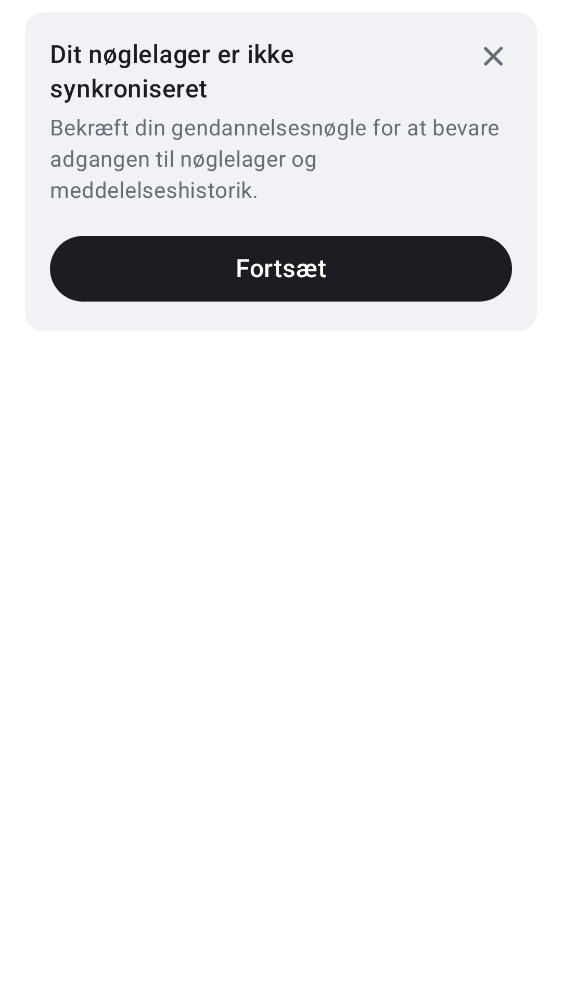 Dit nøglelager er ikke
synkroniseret
Bekræft din gendannelsesnøgle for at bevare
adgangen til nøglelager og
meddelelseshistorik.
Fortsæt